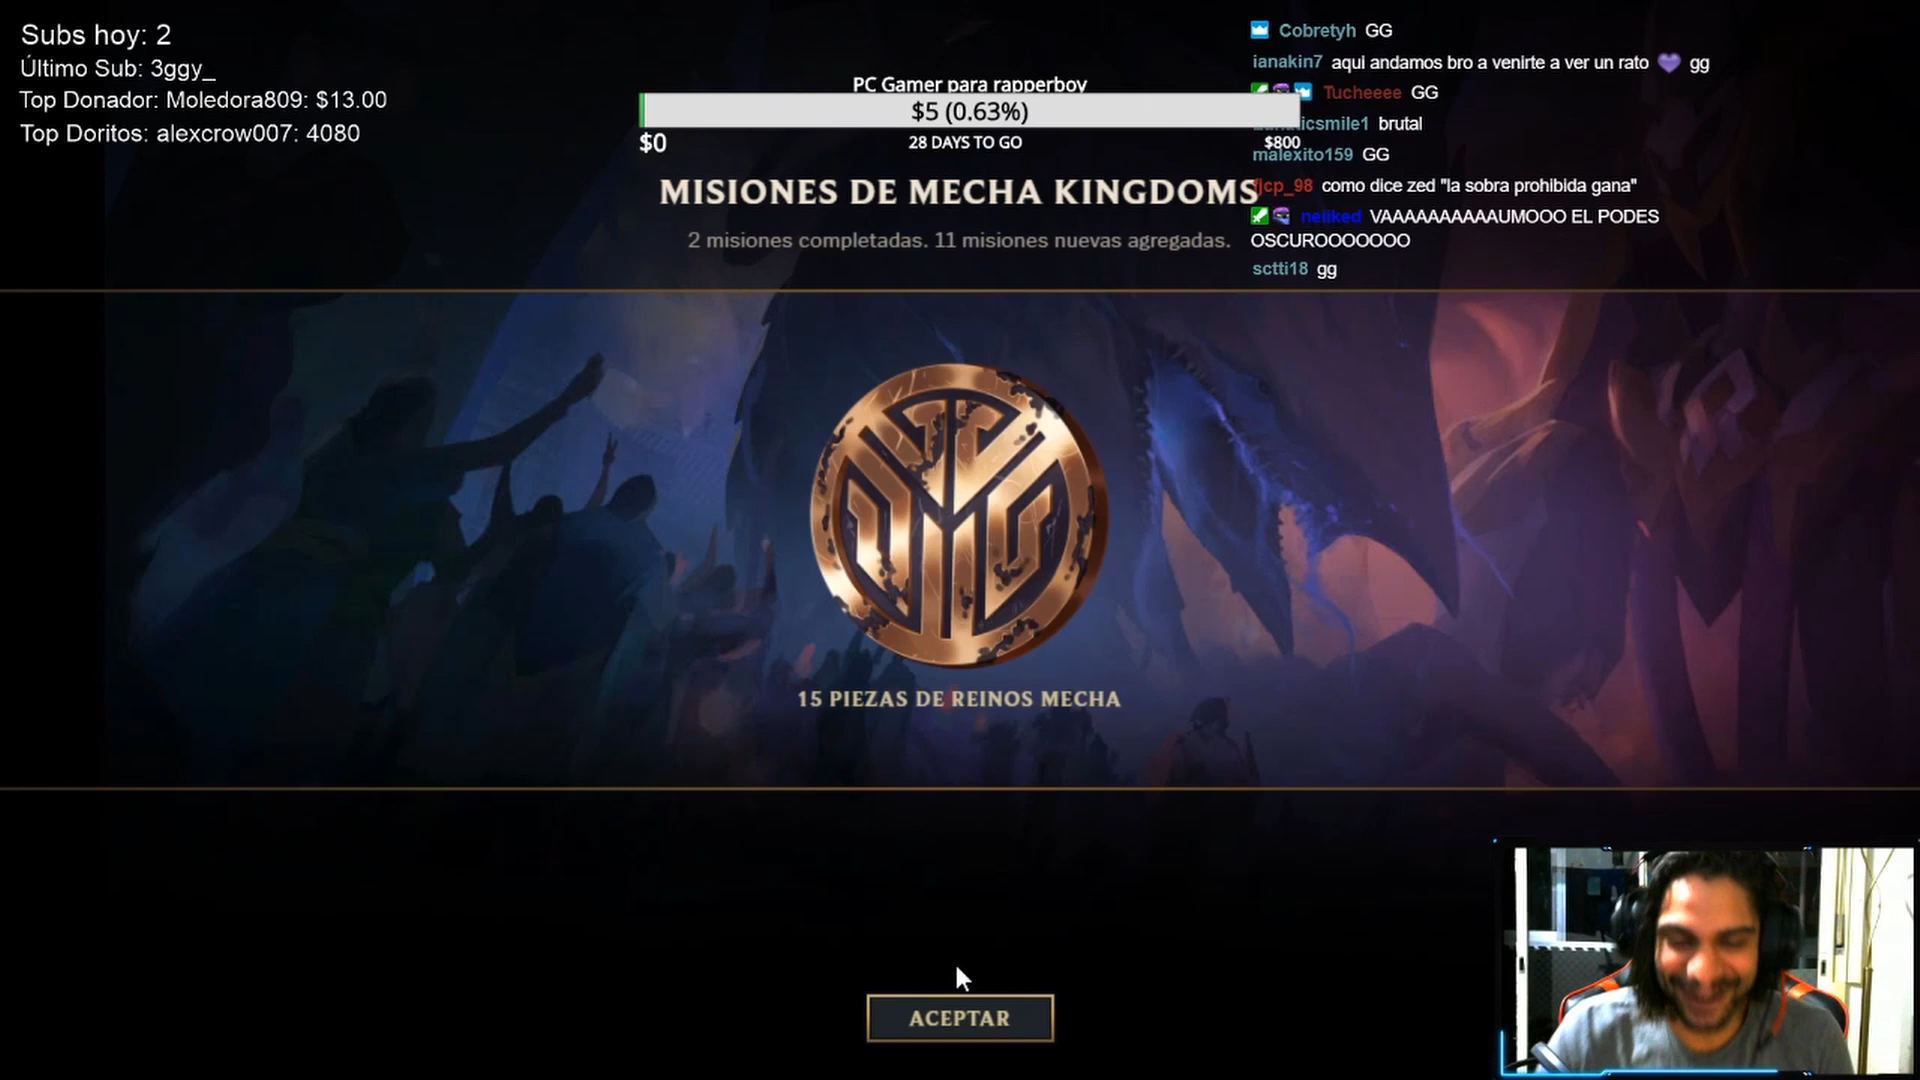 Subs hoy: 2
Último Sub: 3ggy_
Top Donador: Moledora809: $13.00
Top Doritos: alexcrow007: 4080
PC Gamer para rapperboy
$5 (0.63%)
$0
28 DAYS TO GO
$800
MISIONES DE MECHA KINGDOMS
2 misiones completadas. 11 misiones nuevas agregadas.
Cobretyh GG
ianakin7 aqui andamos bro a venirte a ver un rato 💜 gg
Tucheeee GG
brutal
malexito159 GG
como dice zed "la sobra prohibida gana"
neliked VAAAAAAAAAAUMOOO EL PODES
OSCUROOOOOOO
sctti18 gg
15 PIEZAS DE REINOS MECHA
ACEPTAR